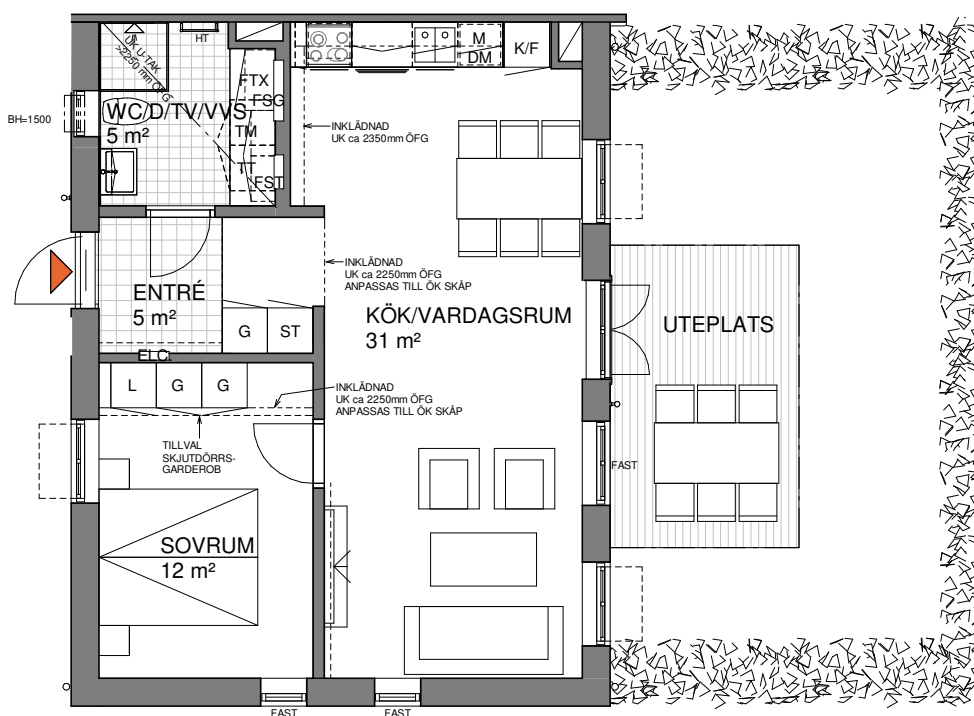 HT
UK U-TAK
>2250 mm ÖFG
M
DM
K/F
FTX
FSG
BH=1500
WC/D/TV/VVS
5 m²
TM
TT
FST
INKLÄDNAD
UK ca 2350mm ÖFG
INKLÄDNAD
UK ca 2250mm ÖFG
ANPASSAS TILL ÖK SKÅP
ENTRÉ
5 m²
G
ST
ELC
KÖK/VARDAGSRUM
31 m²
UTEPLATS
L
G
G
INKLÄDNAD
UK ca 2250mm ÖFG
ANPASSAS TILL ÖK SKÅP
TILLVAL
SKJUTDÖRRS-
GARDEROB
FAST
SOVRUM
12 m²
FAST
FAST